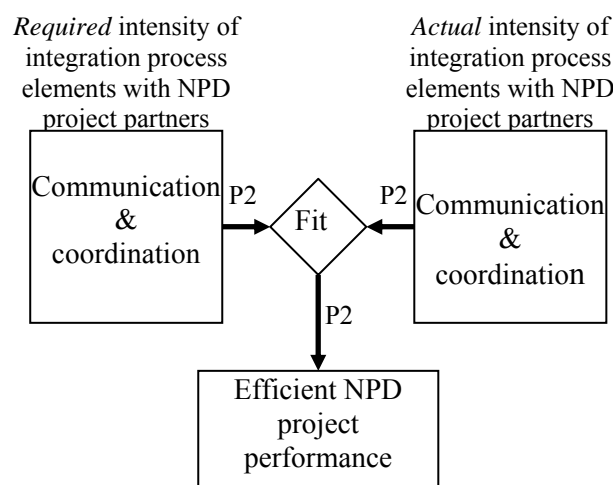 Required intensity of
integration process
elements with NPD
project partners
Actual intensity of
integration process
elements with NPD
project partners
Communication
&
coordination
P2
Fit
P2
Communication
&
coordination
P2
Efficient NPD
project
performance